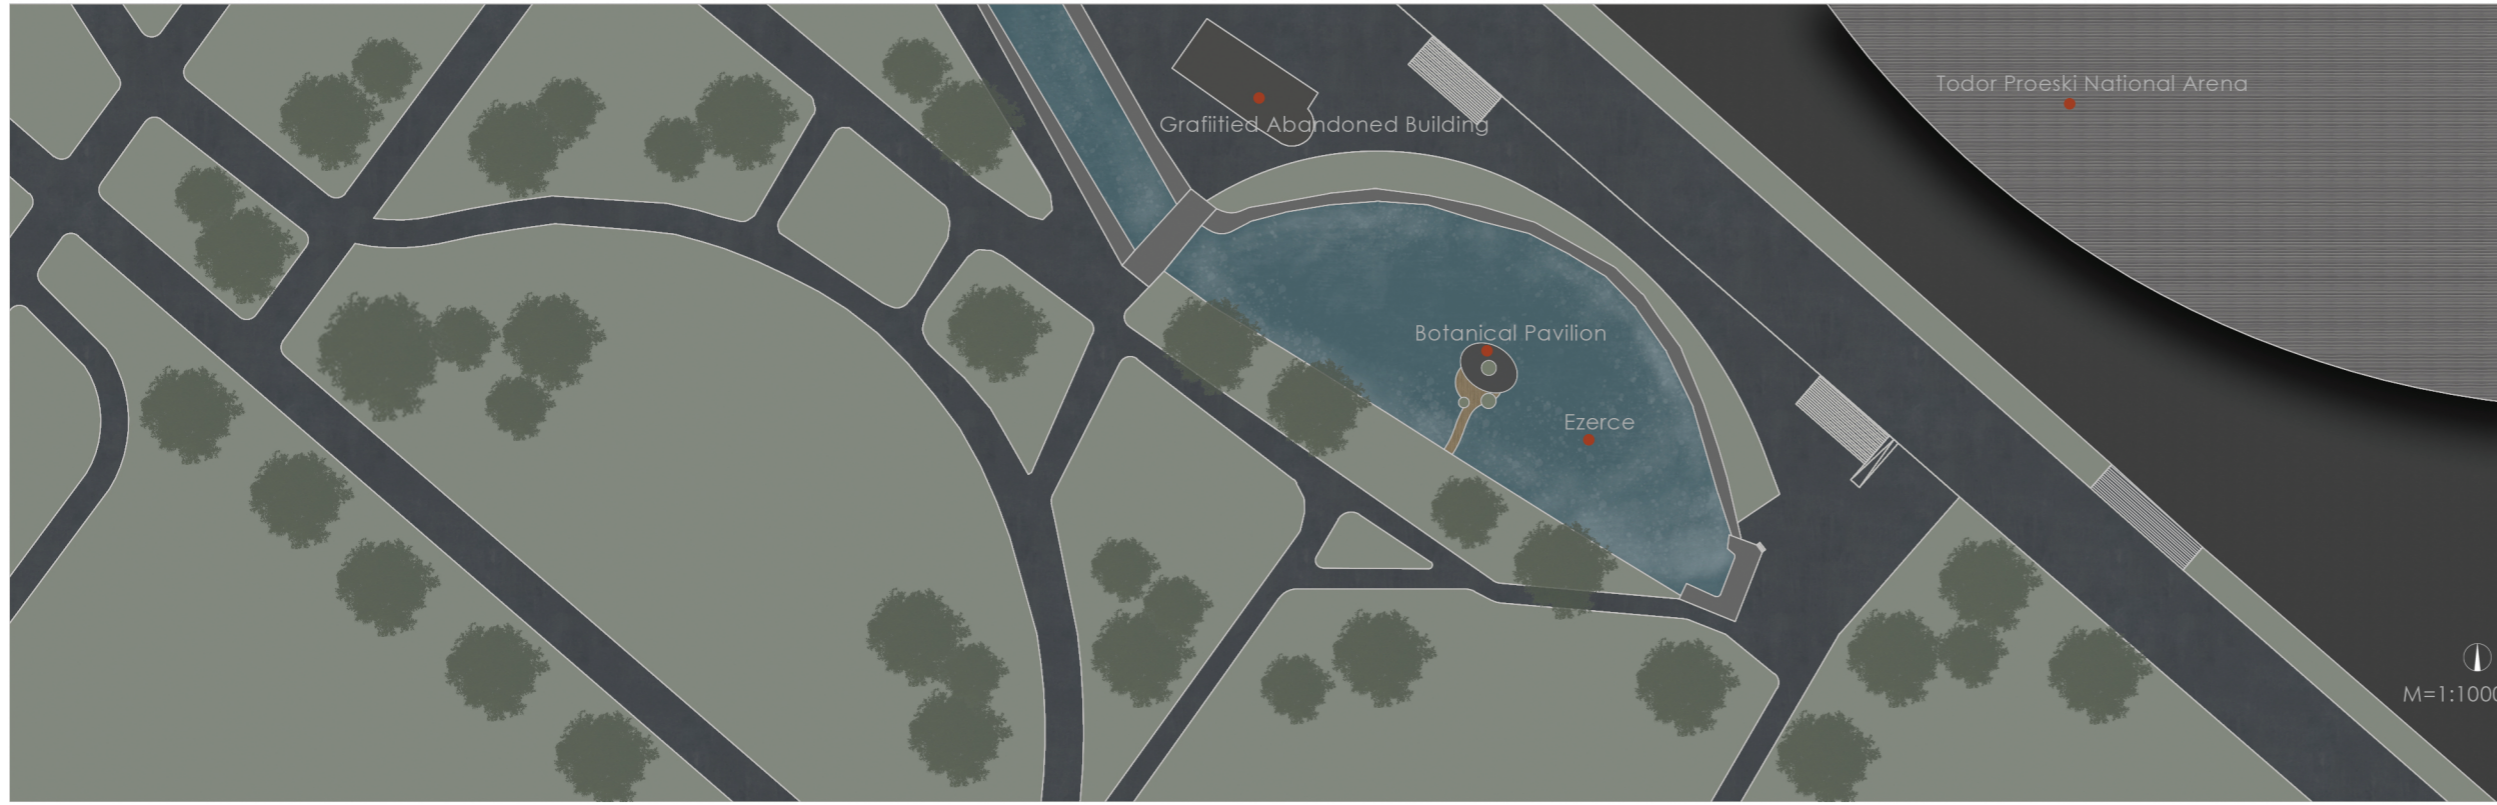 Todor Proeski National Arena
Grafiitied Abandoned Building
Botanical Pavilion
Ezerce
M=1:1000